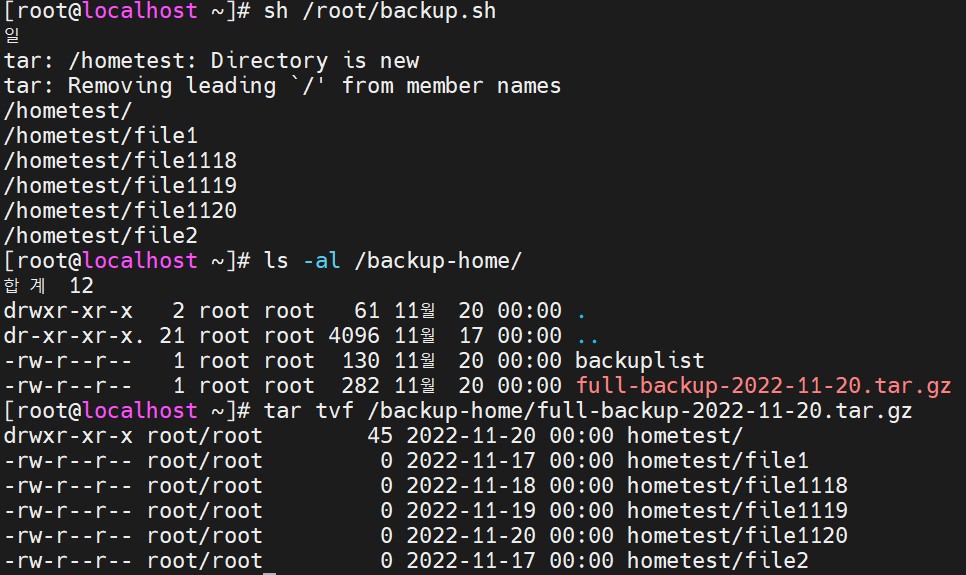 [root@localhost ~]# sh /root/backup.sh
일
tar: /hometest: Directory is new
tar: Removing leading `/' from member names
/hometest/
/hometest/file1
/hometest/file1118
/hometest/file1119
/hometest/file1120
/hometest/file2
[root@localhost ~]# ls -al /backup-home/
합계 12
drwxr-xr-x   2 root root   61 11월  20 00:00 .
dr-xr-xr-x. 21 root root 4096 11월  17 00:00 ..
-rw-r--r--   1 root root  130 11월  20 00:00 backuplist
-rw-r--r--   1 root root  282 11월  20 00:00 full-backup-2022-11-20.tar.gz
[root@localhost ~]# tar tvf /backup-home/full-backup-2022-11-20.tar.gz
drwxr-xr-x root/root        45 2022-11-20 00:00 hometest/
-rw-r--r-- root/root         0 2022-11-17 00:00 hometest/file1
-rw-r--r-- root/root         0 2022-11-18 00:00 hometest/file1118
-rw-r--r-- root/root         0 2022-11-19 00:00 hometest/file1119
-rw-r--r-- root/root         0 2022-11-20 00:00 hometest/file1120
-rw-r--r-- root/root         0 2022-11-17 00:00 hometest/file2